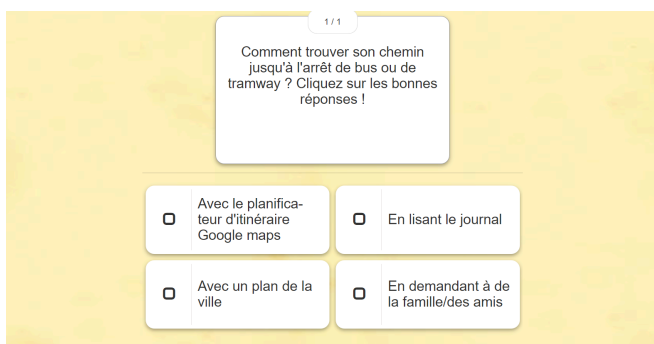 1 / 1
Comment trouver son chemin
jusqu'à l'arrêt de bus ou de
tramway ? Cliquez sur les bonnes
réponses !
Avec le planifica-
teur d'itinéraire
Google maps
En lisant le journal
Avec un plan de la
ville
En demandant à de
la famille/des amis